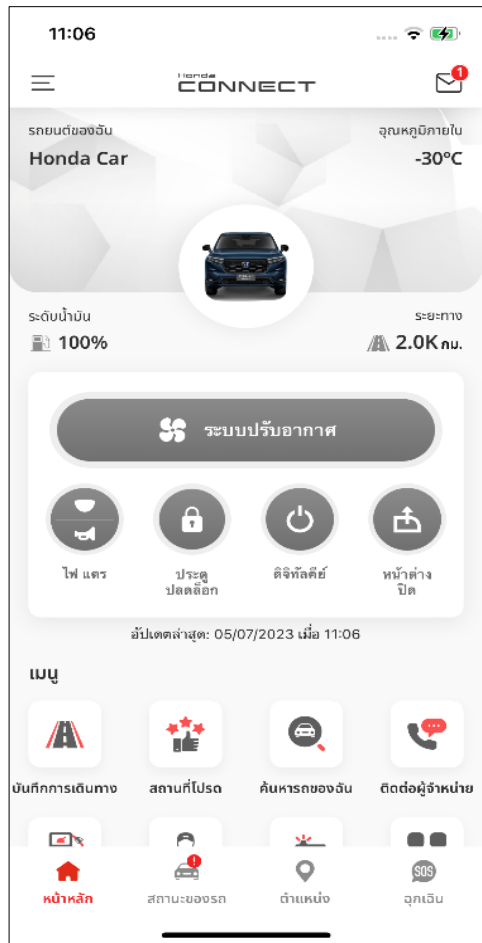 11:06
Honda
CONNECT
1
รถยนต์ของฉัน
อุณหภูมิภายใน
Honda Car
-30°C
ระดับน้ำมัน
ระยะทาง
100%
2.0K กม.
ระบบปรับอากาศ
ไฟ แตร
ประตู
ปลดล็อก
ดิจิทัลคีย์
หน้าต่าง
ปิด
อัปเดตล่าสุด: 05/07/2023 เมื่อ 11:06
เมนู
บันทึกการเดินทาง
สถานที่โปรด
ค้นหารถของฉัน
ติดต่อผู้จำหน่าย
หน้าหลัก
สถานะของรถ
ตำแหน่ง
SOS
ฉุกเฉิน